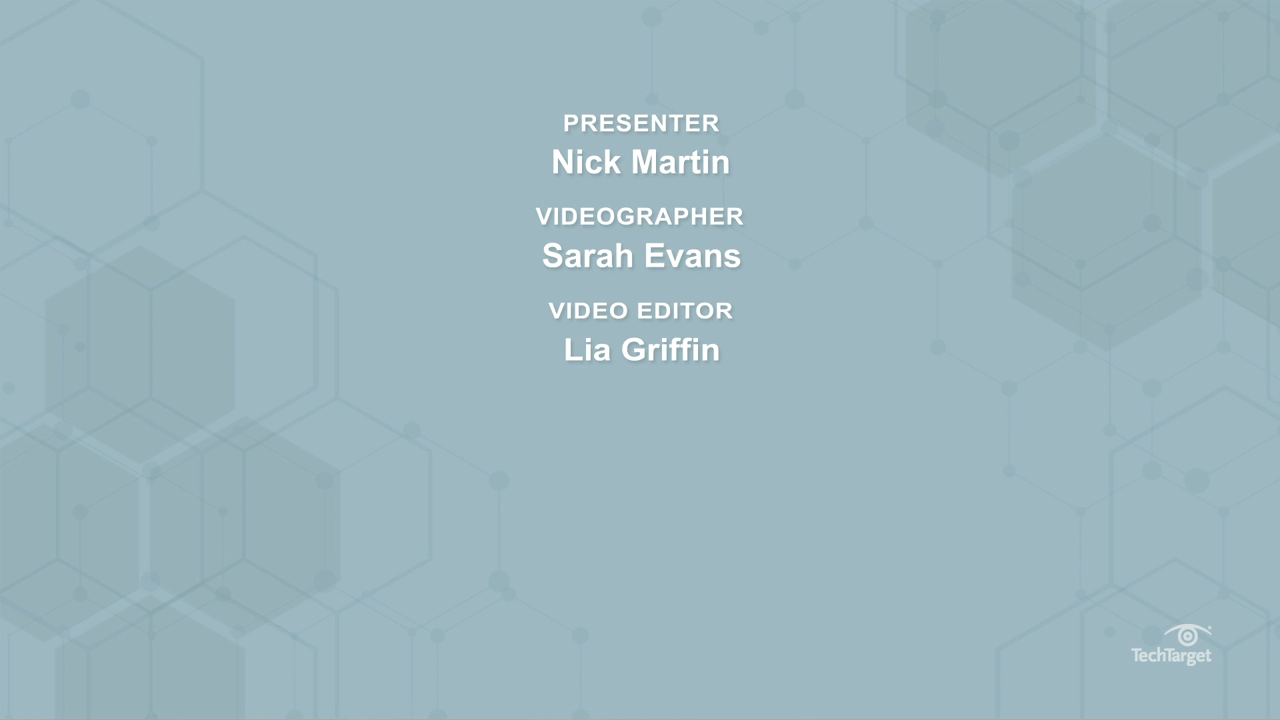 PRESENTER
Nick Martin
VIDEOGRAPHER
Sarah Evans
VIDEO EDITOR
Lia Griffin
TechTarget